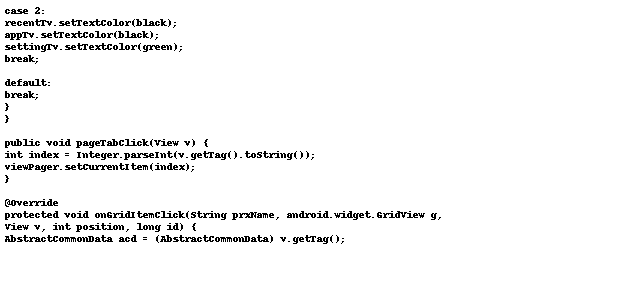 case 2:
recentTv.setTextColor(black);
appTv.setTextColor(black);
settingTv.setTextColor(green);
break;

default:
break;
}
}

public void pageTabClick(View v) {
int index = Integer.parseInt(v.getTag().toString());
viewPager.setCurrentItem(index);
}

@Override
protected void onGridItemClick(String prxName, android.widget.GridView g,
View v, int position, long id) {
AbstractCommonData acd = (AbstractCommonData) v.getTag();